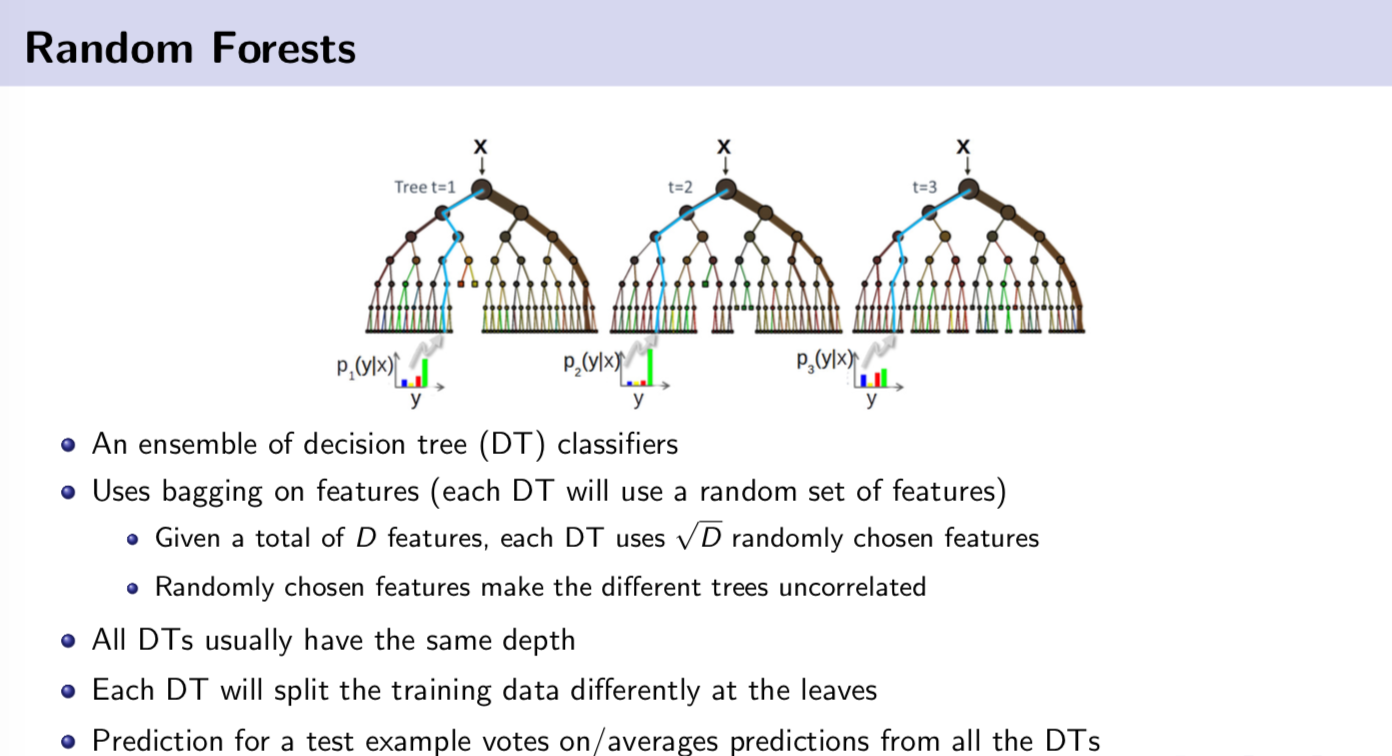 Random Forests
x x x
Tree t=1 t=2 t=3
p₁(y|x) p₂(y|x) p₃(y|x)
y y y
An ensemble of decision tree (DT) classifiers
Uses bagging on features (each DT will use a random set of features)
Given a total of D features, each DT uses √D randomly chosen features
Randomly chosen features make the different trees uncorrelated
All DTs usually have the same depth
Each DT will split the training data differently at the leaves
Prediction for a test example votes on/averages predictions from all the DTs